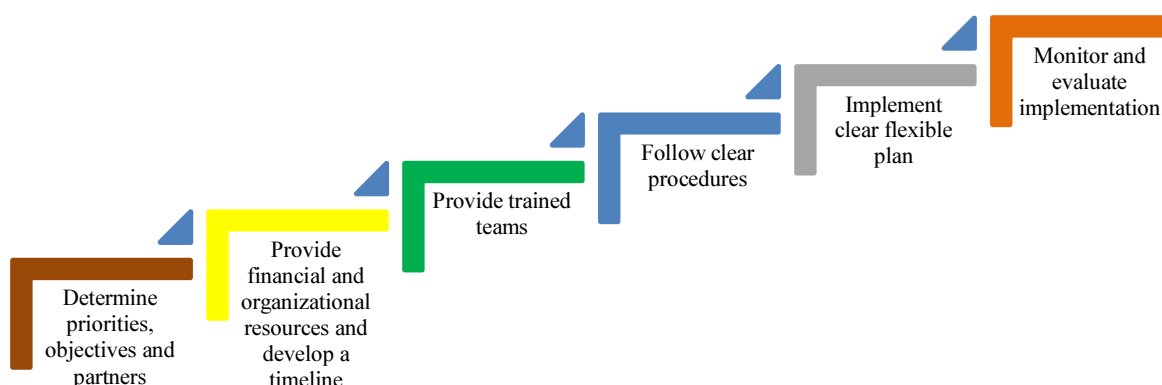 Determine
priorities,
objectives and
partners
Provide
financial and
organizational
resources and
develop a
timeline
Provide trained
teams
Follow clear
procedures
Implement
clear flexible
plan
Monitor and
evaluate
implementation